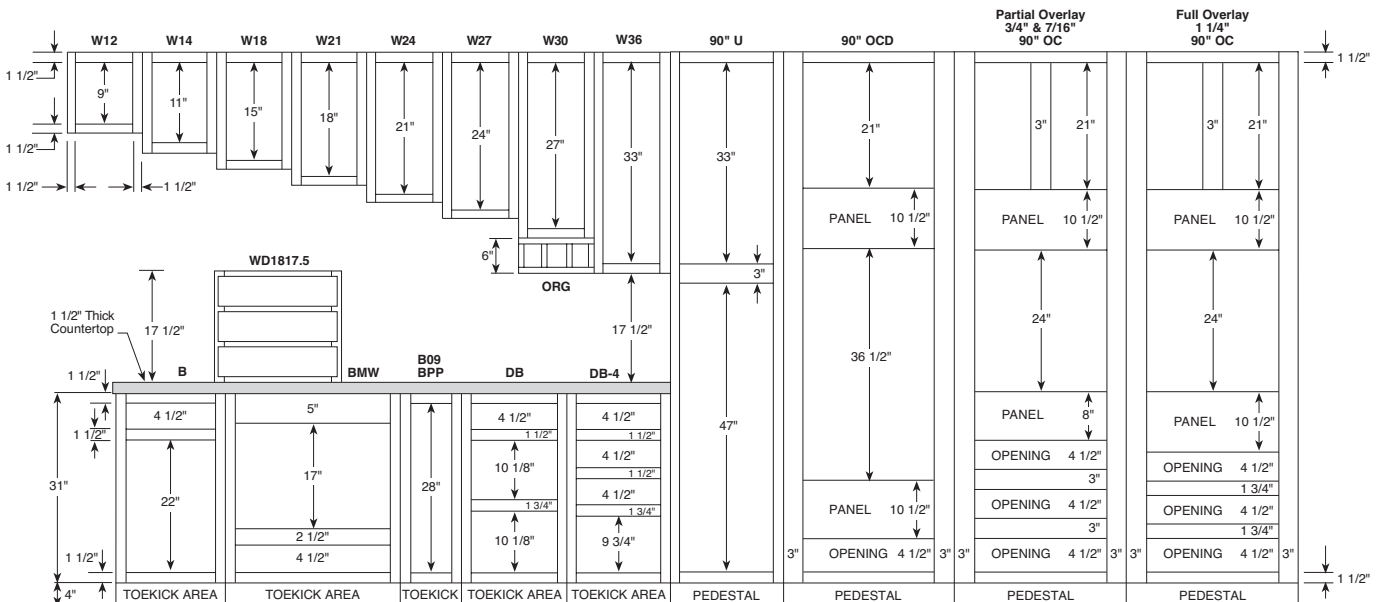 Partial Overlay
3/4" & 7/16"
90" OC
Full Overlay
1 1/4"
90" OC
W12 W14 W18 W21 W24 W27 W30 W36 90" U 90" OCD
1 1/2"
1 1/2"
9"
11"
15"
18"
21"
24"
27"
33"
33"
21"
3" 21"
3" 21"
1 1/2"
1 1/2" 1 1/2"
PANEL 10 1/2"
PANEL 10 1/2"
PANEL 10 1/2"
6"
ORG
3"
WD1817.5
1 1/2" Thick
Countertop
17 1/2"
17 1/2"
24"
24"
36 1/2"
B BMW
B09
BPP
DB DB-4
1 1/2"
4 1/2"
1 1/2"
22"
31"
1 1/2"
4"
5"
17"
2 1/2"
4 1/2"
28"
4 1/2"
1 1/2"
10 1/8"
1 3/4"
10 1/8"
4 1/2"
1 1/2"
4 1/2"
1 1/2"
4 1/2"
1 3/4"
9 3/4"
47"
PANEL 10 1/2"
3" OPENING 4 1/2" 3"
PANEL 8"
OPENING 4 1/2"
3"
OPENING 4 1/2"
3"
3" OPENING 4 1/2" 3"
PANEL 10 1/2"
OPENING 4 1/2"
1 3/4"
OPENING 4 1/2"
1 3/4"
3" OPENING 4 1/2" 3"
1 1/2"
TOEKICK AREA TOEKICK AREA TOEKICK TOEKICK AREA TOEKICK AREA PEDESTAL PEDESTAL PEDESTAL PEDESTAL